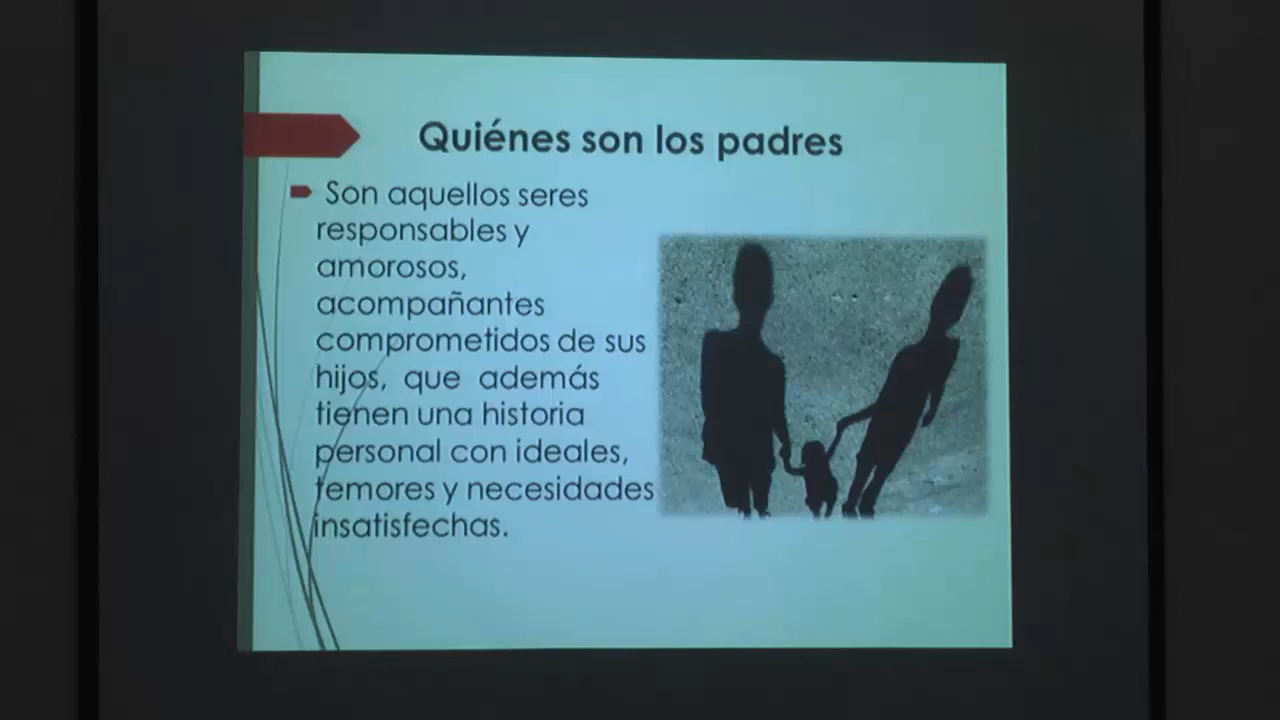 Quiénes son los padres
Son aquellos seres
responsables y
amorosos,
acompañantes
comprometidos de sus
hijos, que además
tienen una historia
personal con ideales,
temores y necesidades
insatisfechas.